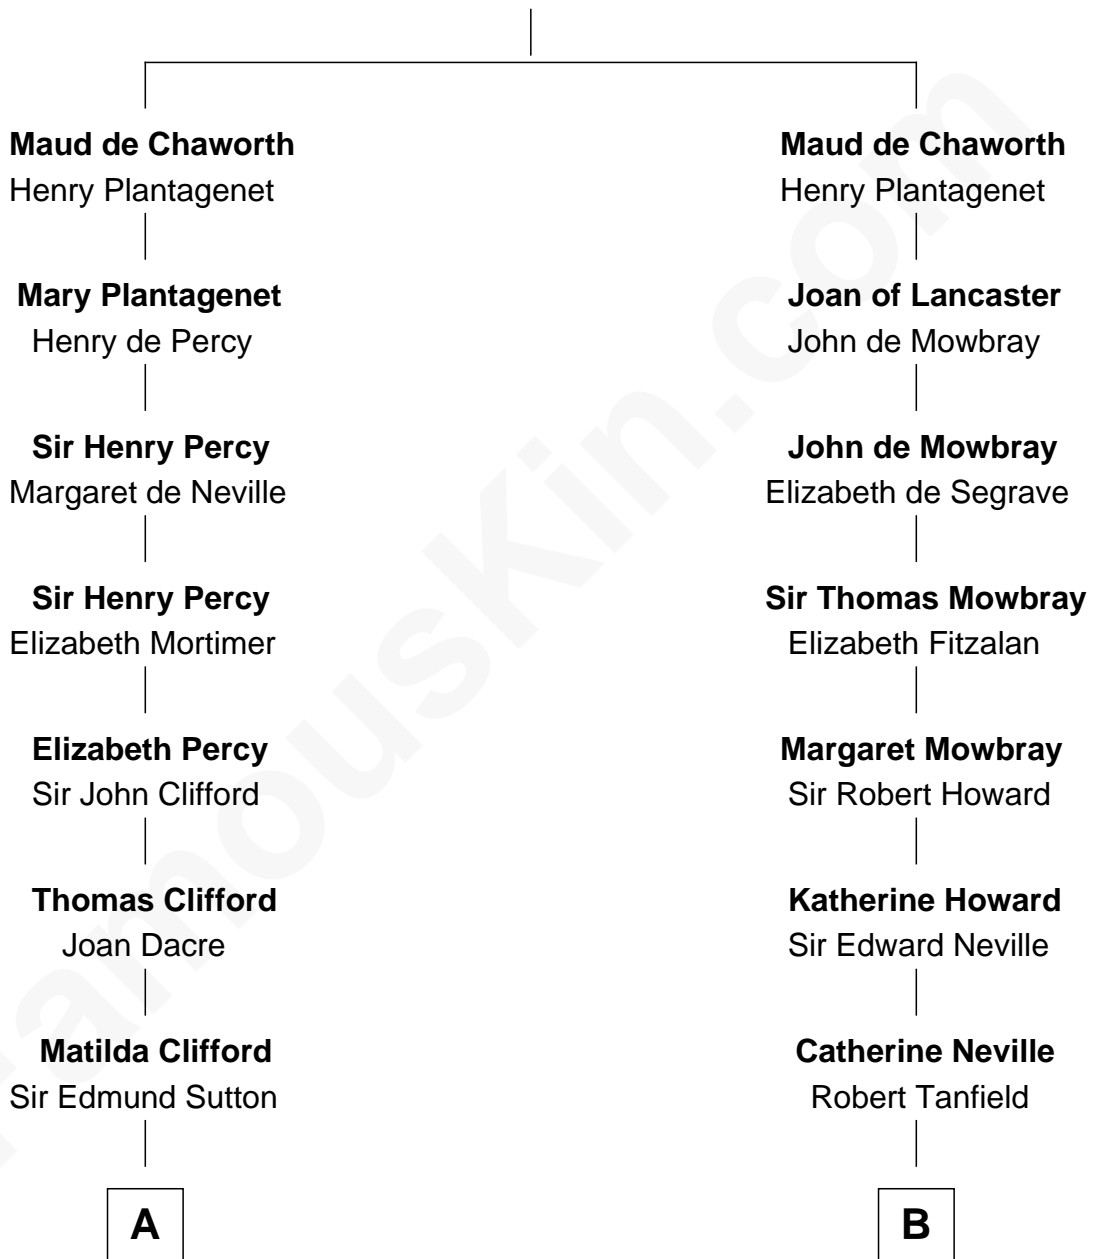 Maud de Chaworth
Henry Plantagenet
Mary Plantagenet
Henry de Percy
Sir Henry Percy
Margaret de Neville
Sir Henry Percy
Elizabeth Mortimer
Elizabeth Percy
Sir John Clifford
Thomas Clifford
Joan Dacre
Matilda Clifford
Sir Edmund Sutton
A
Maud de Chaworth
Henry Plantagenet
Joan of Lancaster
John de Mowbray
John de Mowbray
Elizabeth de Segrave
Sir Thomas Mowbray
Elizabeth Fitzalan
Margaret Mowbray
Sir Robert Howard
Katherine Howard
Sir Edward Neville
Catherine Neville
Robert Tanfield
B
FamousKin.com